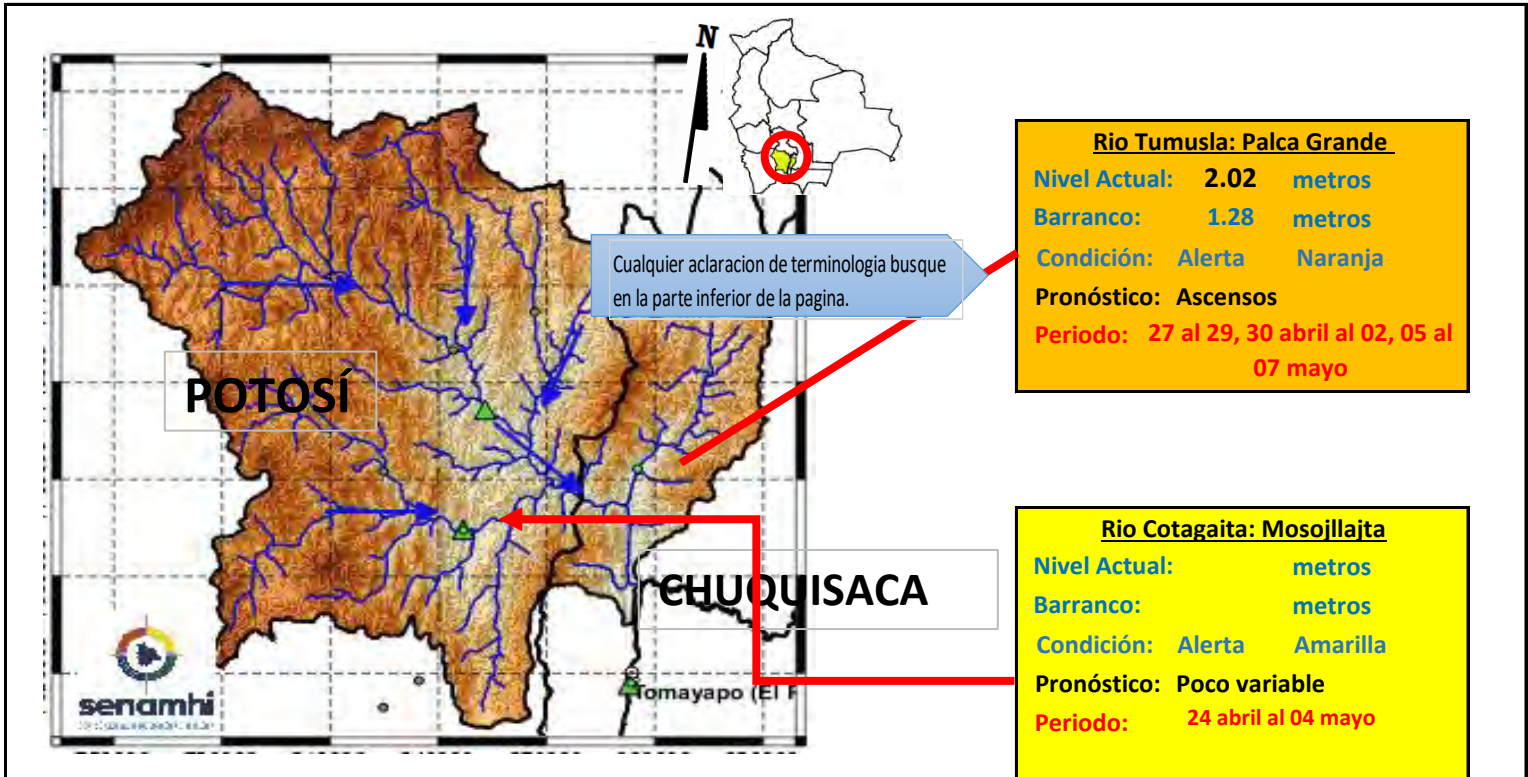 N
Cualquier aclaracion de terminologia busque
en la parte inferior de la pagina.
POTOSÍ
CHUQUISACA
Tomayapo (El
senamhi
Rio Tumusla: Palca Grande
Nivel Actual: 2.02 metros
Barranco: 1.28 metros
Condición: Alerta Naranja
Pronóstico: Ascensos
Periodo: 27 al 29, 30 abril al 02, 05 al
07 mayo
Rio Cotagaita: Mosojllajta
Nivel Actual: metros
Barranco: metros
Condición: Alerta Amarilla
Pronóstico: Poco variable
Periodo: 24 abril al 04 mayo